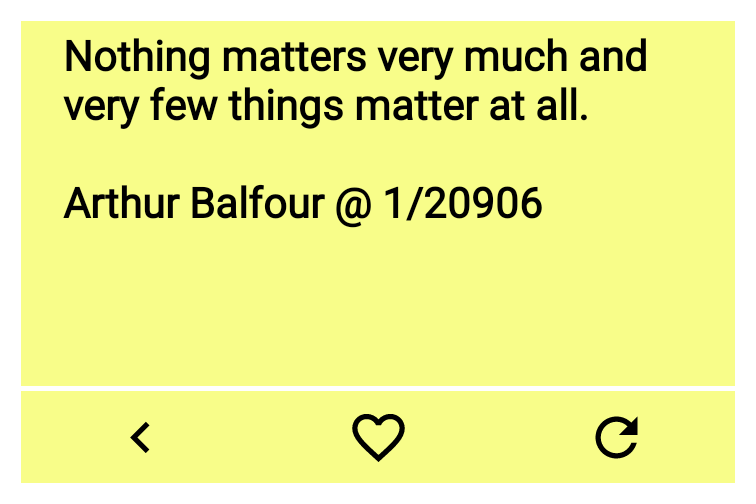 Nothing matters very much and
very few things matter at all.
Arthur Balfour @ 1/20906